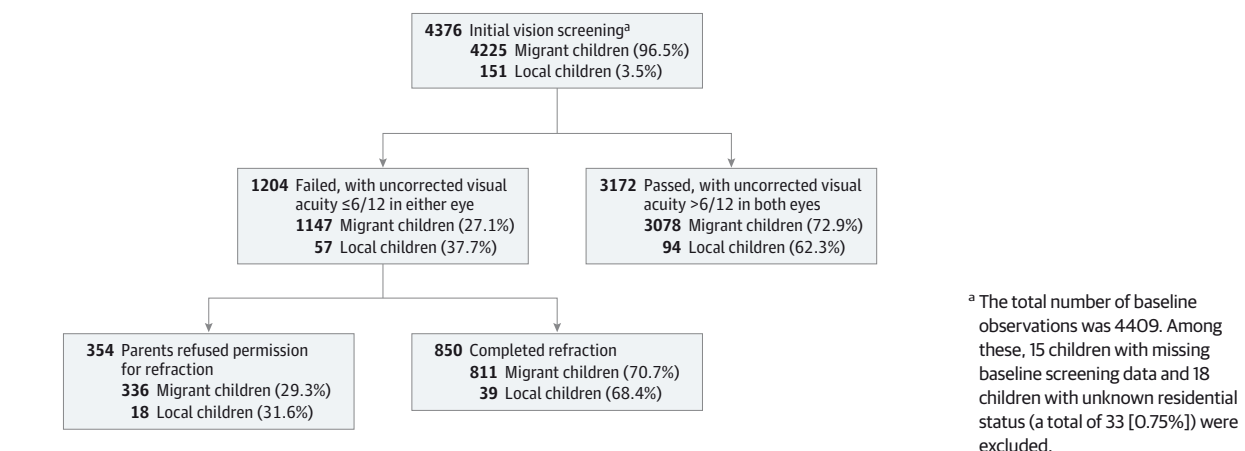 4376 Initial vision screeningᵃ
4225 Migrant children (96.5%)
151 Local children (3.5%)
1204 Failed, with uncorrected visual
acuity ≤6/12 in either eye
1147 Migrant children (27.1%)
57 Local children (37.7%)
3172 Passed, with uncorrected visual
acuity >6/12 in both eyes
3078 Migrant children (72.9%)
94 Local children (62.3%)
354 Parents refused permission
for refraction
336 Migrant children (29.3%)
18 Local children (31.6%)
850 Completed refraction
811 Migrant children (70.7%)
39 Local children (68.4%)
ᵃ The total number of baseline
observations was 4409. Among
these, 15 children with missing
baseline screening data and 18
children with unknown residential
status (a total of 33 [0.75%]) were
excluded.